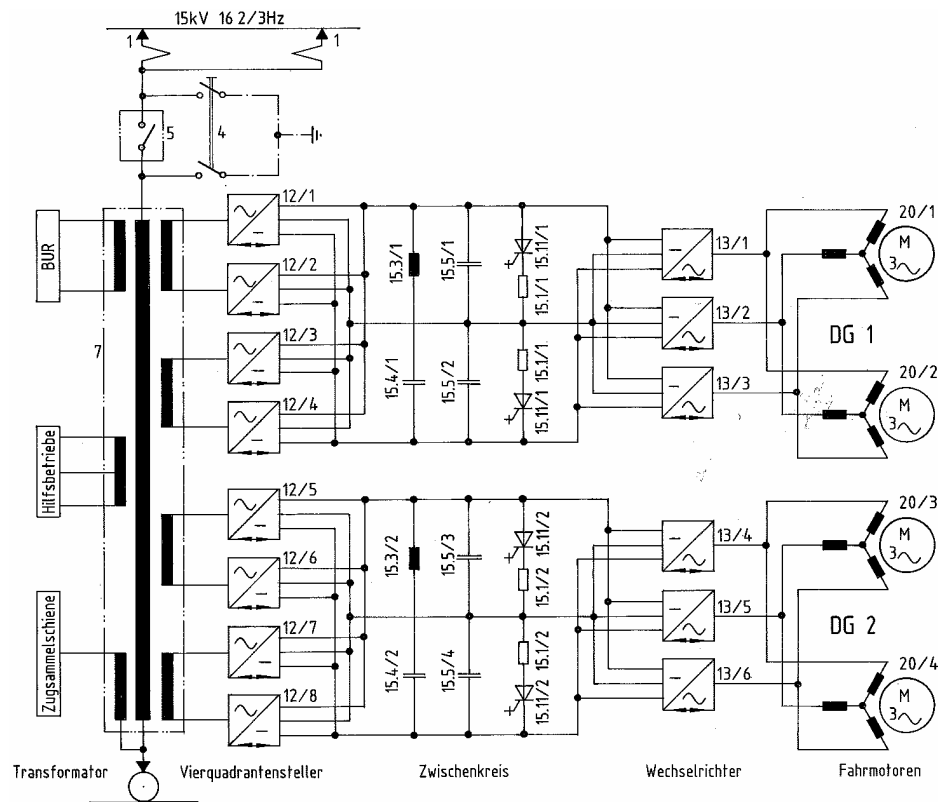 15kV 16 2/3Hz
1
1
5
4
12/1
20/1
BUR
15.3/1
15.5/1
15.11/1
13/1
M
3
12/2
15.1/1
7
12/3
13/2
DG 1
15.4/1
15.5/2
15.1/1
15.11/1
13/3
20/2
M
3
12/4
Hilfsbetriebe
12/5
20/3
15.3/2
15.5/3
15.11/2
13/4
M
3
12/6
15.1/2
13/5
DG 2
Zugsammelschiene
12/7
15.4/2
15.5/4
15.1/2
15.11/2
13/6
20/4
M
3
12/8
Transformator
Vierquadrantensteller
Zwischenkreis
Wechselrichter
Fahrmotoren